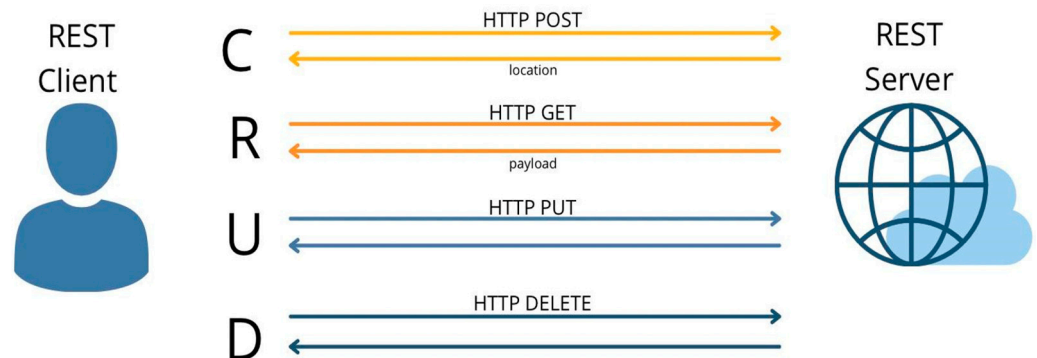 REST
Client
C
HTTP POST
location
R
HTTP GET
payload
U
HTTP PUT
D
HTTP DELETE
REST
Server